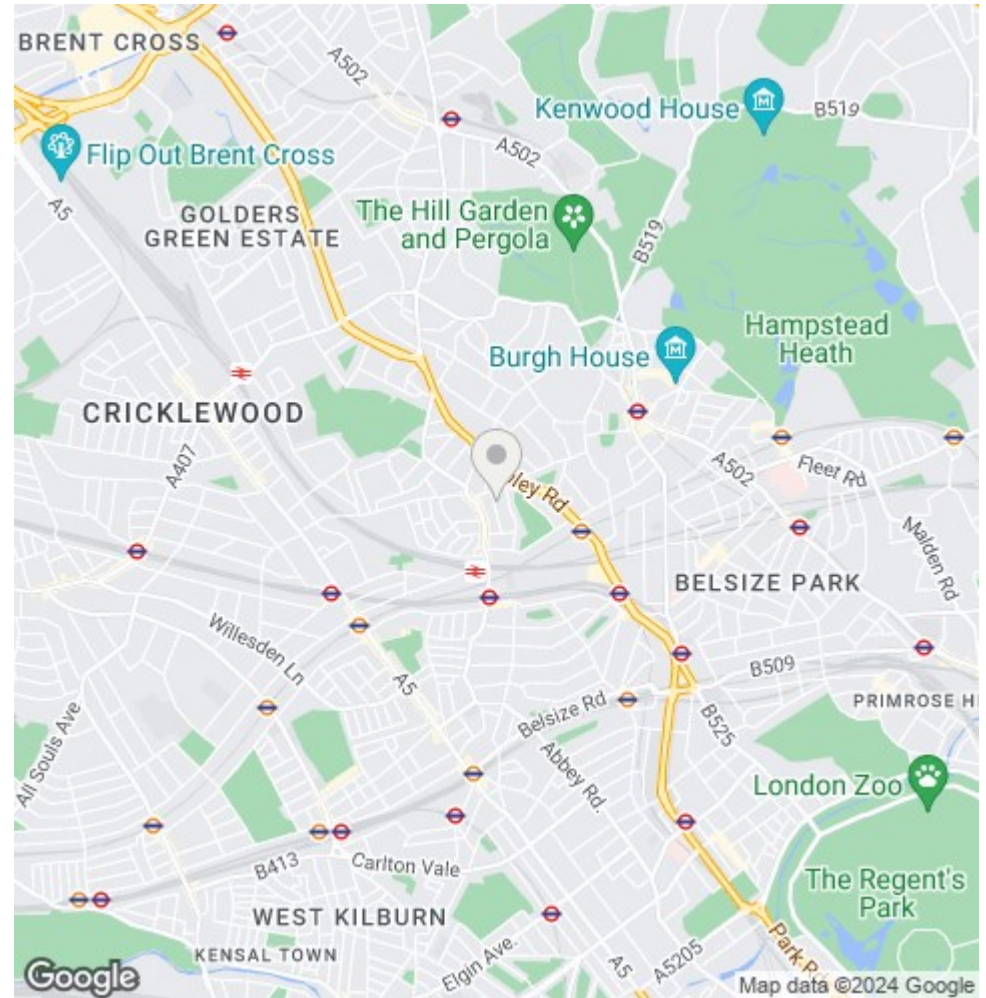 BRENT CROSS
A502
Kenwood House
B519
Flip Out Brent Cross
A502
A5
GOLDERS
GREEN ESTATE
The Hill Garden
and Pergola
B519
Hampstead
Heath
Burgh House
CRICKLEWOOD
A407
A502
Fleet Rd
ley Rd
Malden Rd
BELSIZE PARK
Willesden Ln
A5
B509
PRIMROSE HI
Belsize Rd
B525
All Souls Ave
Abbey Rd.
London Zoo
B413
Carlton Vale
The Regent's
Park
WEST KILBURN
KENSAL TOWN
Elgin Ave.
A5
A5205
Park Rd
Google
Map data ©2024 Google